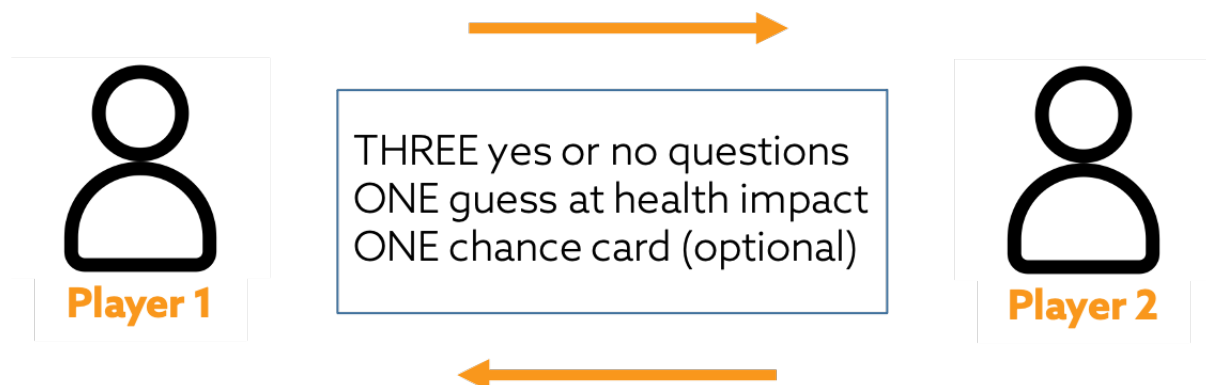 THREE yes or no questions
ONE guess at health impact
ONE chance card (optional)
Player 1
Player 2